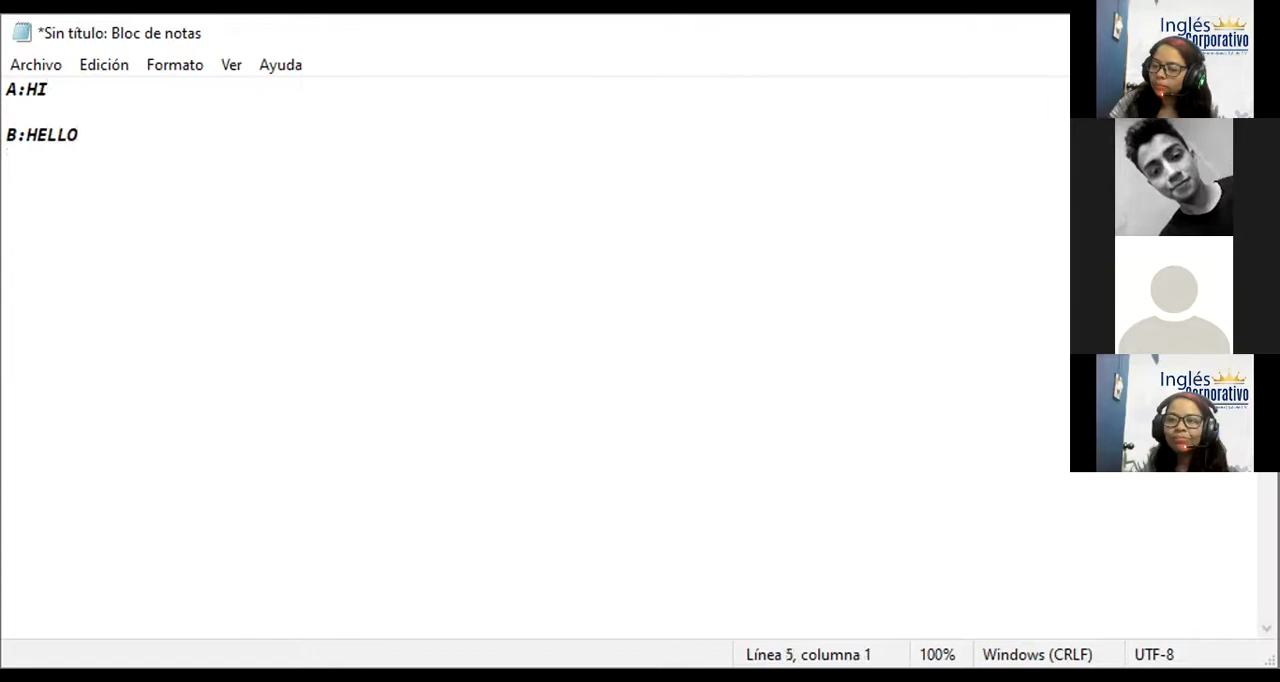 *Sin título: Bloc de notas
Archivo Edición Formato Ver Ayuda
A:HI
B:HELLO
Inglés
Corporativo
Inglés
Corporativo
Línea 5, columna 1 100% Windows (CRLF) UTF-8